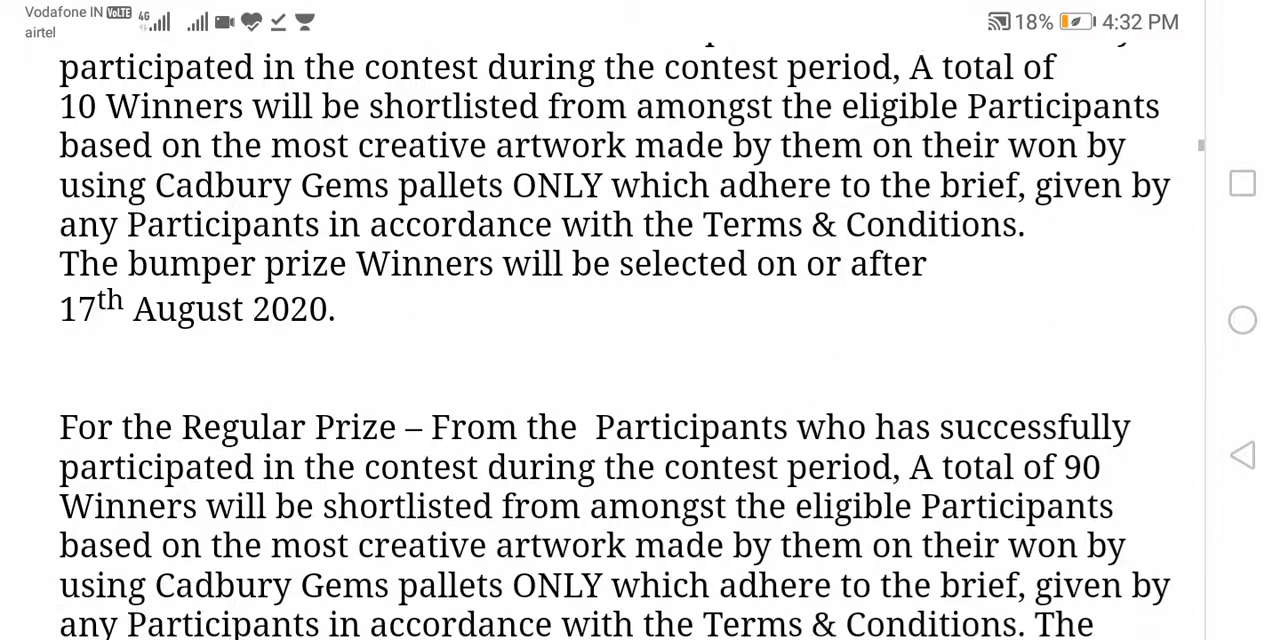 Vodafone IN VoLTE 4G 18% 4:32 PM
airtel
participated in the contest during the contest period, A total of
10 Winners will be shortlisted from amongst the eligible Participants
based on the most creative artwork made by them on their won by
using Cadbury Gems pallets ONLY which adhere to the brief, given by
any Participants in accordance with the Terms & Conditions.
The bumper prize Winners will be selected on or after
17th August 2020.
For the Regular Prize – From the  Participants who has successfully
participated in the contest during the contest period, A total of 90
Winners will be shortlisted from amongst the eligible Participants
based on the most creative artwork made by them on their won by
using Cadbury Gems pallets ONLY which adhere to the brief, given by
any Participants in accordance with the Terms & Conditions. The